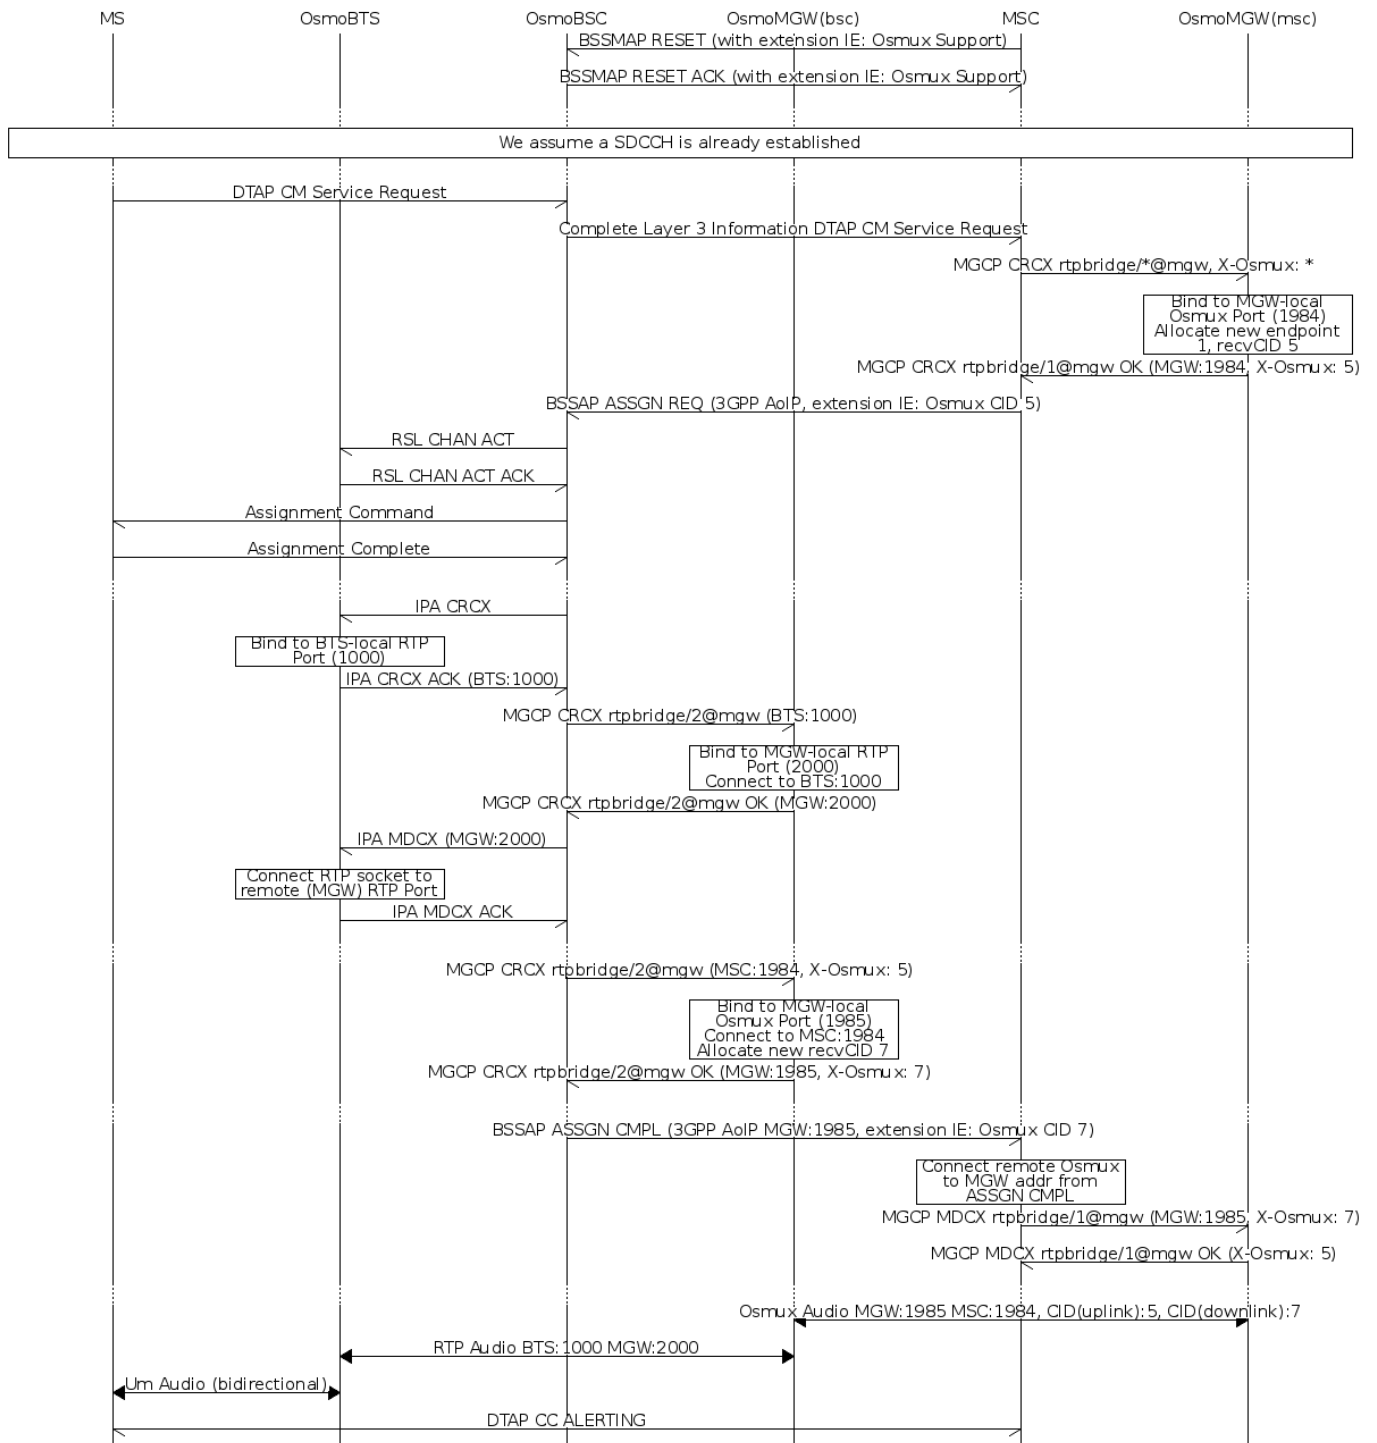 MS OsmoBTS OsmoBSC OsmoMGW(bsc) MSC OsmoMGW(msc)
BSSMAP RESET (with extension IE: Osmux Support)
BSSMAP RESET ACK (with extension IE: Osmux Support)
We assume a SDCCH is already established
DTAP CM Service Request
Complete Layer 3 Information DTAP CM Service Request
MGCP CRCX rtpbridge/*@mgw, X-Osmux: *
Bind to MGW-local
Osmux Port (1984)
Allocate new endpoint
1, recvCID 5
MGCP CRCX rtpbridge/1@mgw OK (MGW:1984, X-Osmux: 5)
BSSAP ASSGN REQ (3GPP AoIP, extension IE: Osmux CID 5)
RSL CHAN ACT
RSL CHAN ACT ACK
Assignment Command
Assignment Complete
IPA CRCX
Bind to BTS-local RTP
Port (1000)
IPA CRCX ACK (BTS:1000)
MGCP CRCX rtpbridge/2@mgw (BTS:1000)
Bind to MGW-local RTP
Port (2000)
Connect to BTS:1000
MGCP CRCX rtpbridge/2@mgw OK (MGW:2000)
IPA MDCX (MGW:2000)
Connect RTP socket to
remote (MGW) RTP Port
IPA MDCX ACK
MGCP CRCX rtpbridge/2@mgw (MSC:1984, X-Osmux: 5)
Bind to MGW-local
Osmux Port (1985)
Connect to MSC:1984
Allocate new recvCID 7
MGCP CRCX rtpbridge/2@mgw OK (MGW:1985, X-Osmux: 7)
BSSAP ASSGN CMPL (3GPP AoIP MGW:1985, extension IE: Osmux CID 7)
Connect remote Osmux
to MGW addr from
ASSGN CMPL
MGCP MDCX rtpbridge/1@mgw (MGW:1985, X-Osmux: 7)
MGCP MDCX rtpbridge/1@mgw OK (X-Osmux: 5)
Osmux Audio MGW:1985 MSC:1984, CID(uplink):5, CID(downlink):7
RTP Audio BTS:1000 MGW:2000
Um Audio (bidirectional)
DTAP CC ALERTING